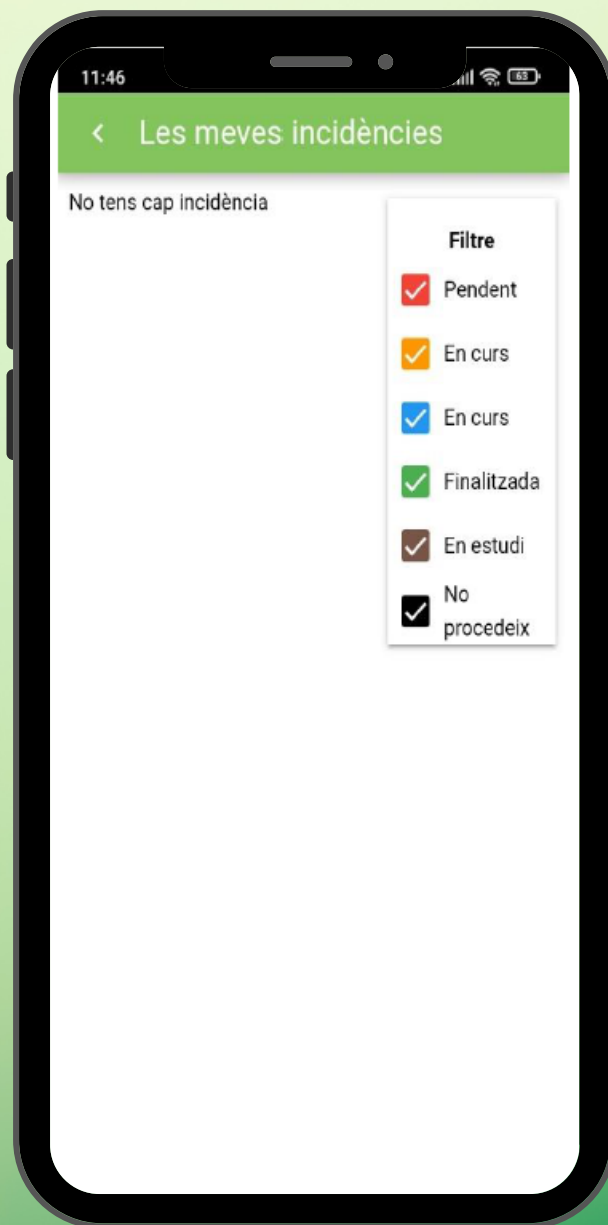 11:46
63
Les meves incidències
No tens cap incidència
Filtre
Pendent
En curs
En curs
Finalitzada
En estudi
No
procedeix